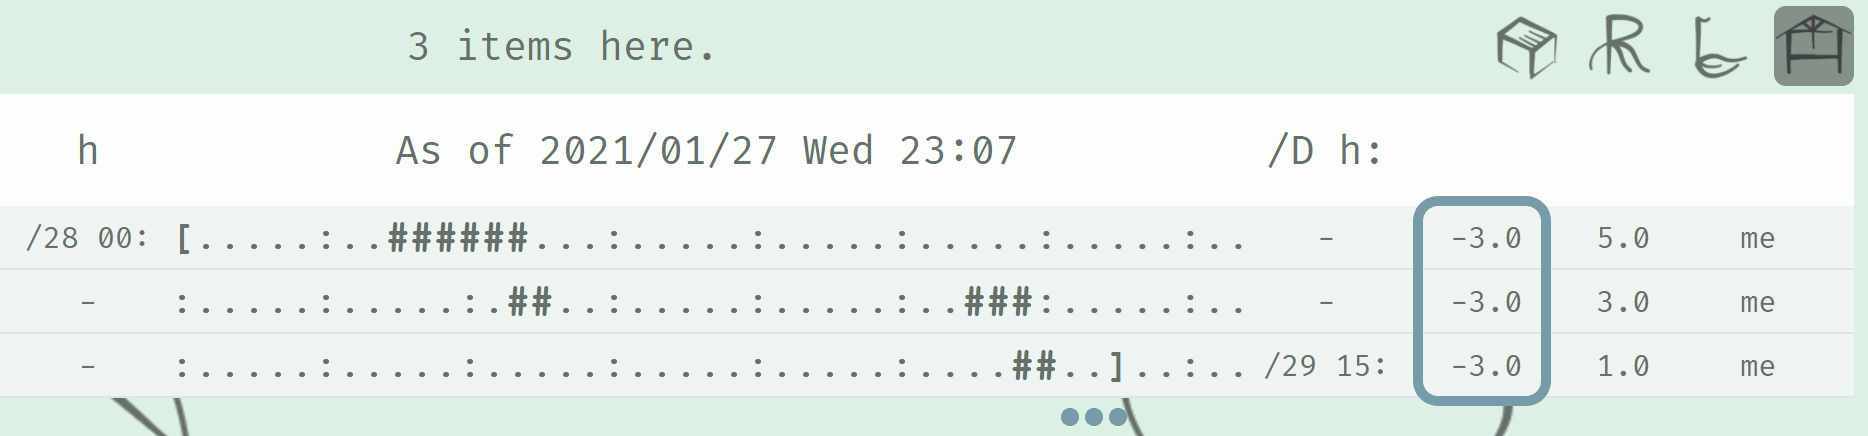 3 items here.
h As of 2021/01/27 Wed 23:07 /D h:
/28 00: [.....:..######...:.....:.....:.....:.....:.. - -3.0 5.0 me
- :.....:.....:.##..:.....:.....:..###:.....:.. - -3.0 3.0 me
- :.....:.....:.....:.....:.....:....##..]..:.. /29 15: -3.0 1.0 me